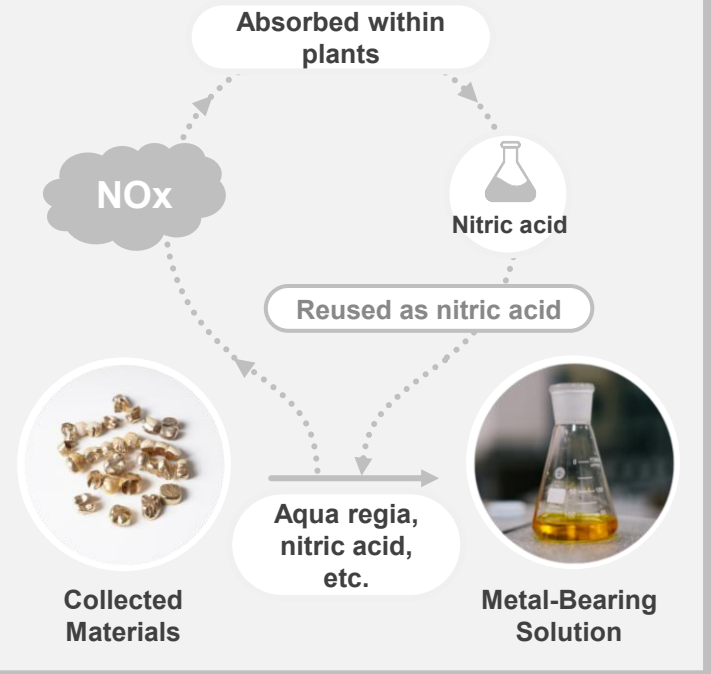 Absorbed within
plants
NOx
Nitric acid
Reused as nitric acid
Aqua regia,
nitric acid,
etc.
Collected
Materials
Metal-Bearing
Solution